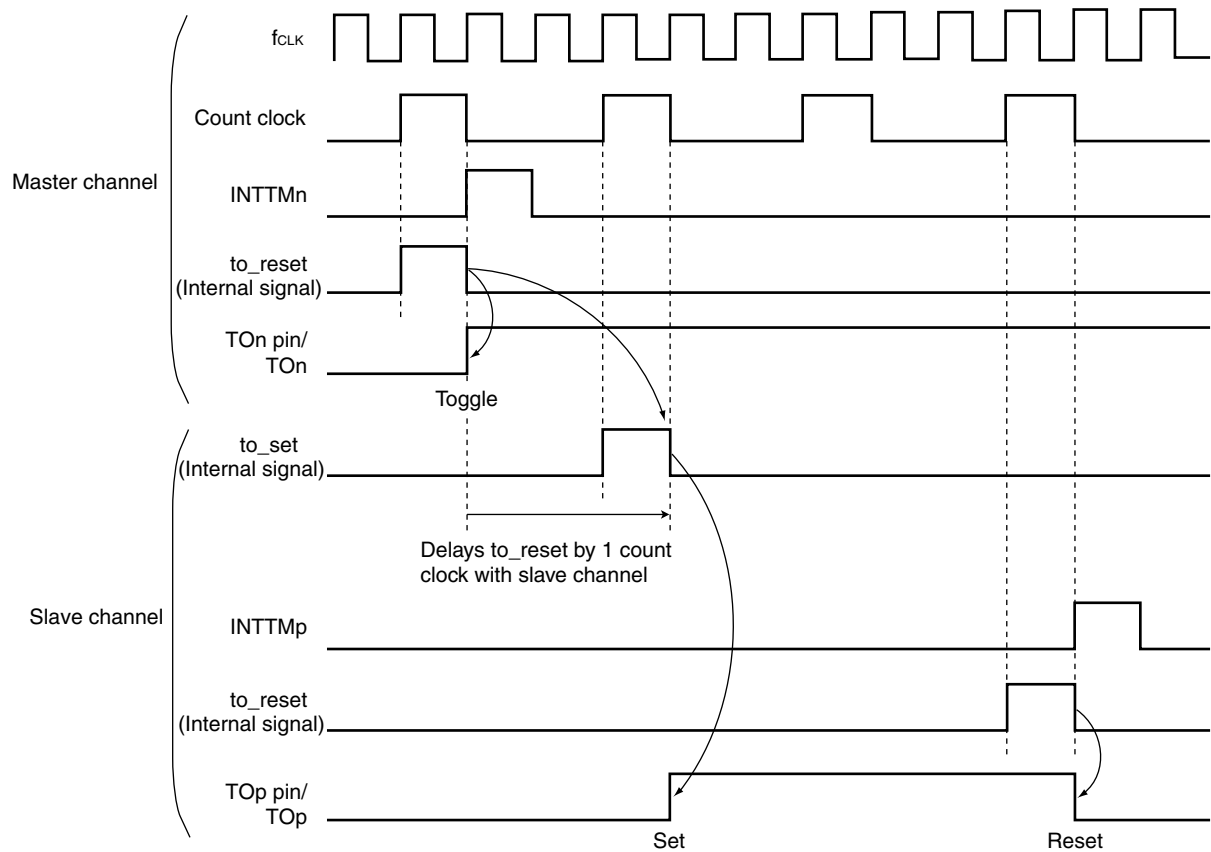 fCLK
Count clock
Master channel
INTTMn
to_reset
(Internal signal)
TOn pin/
TOn
Toggle
to_set
(Internal signal)
Delays to_reset by 1 count
clock with slave channel
Slave channel
INTTMp
to_reset
(Internal signal)
TOp pin/
TOp
Set
Reset